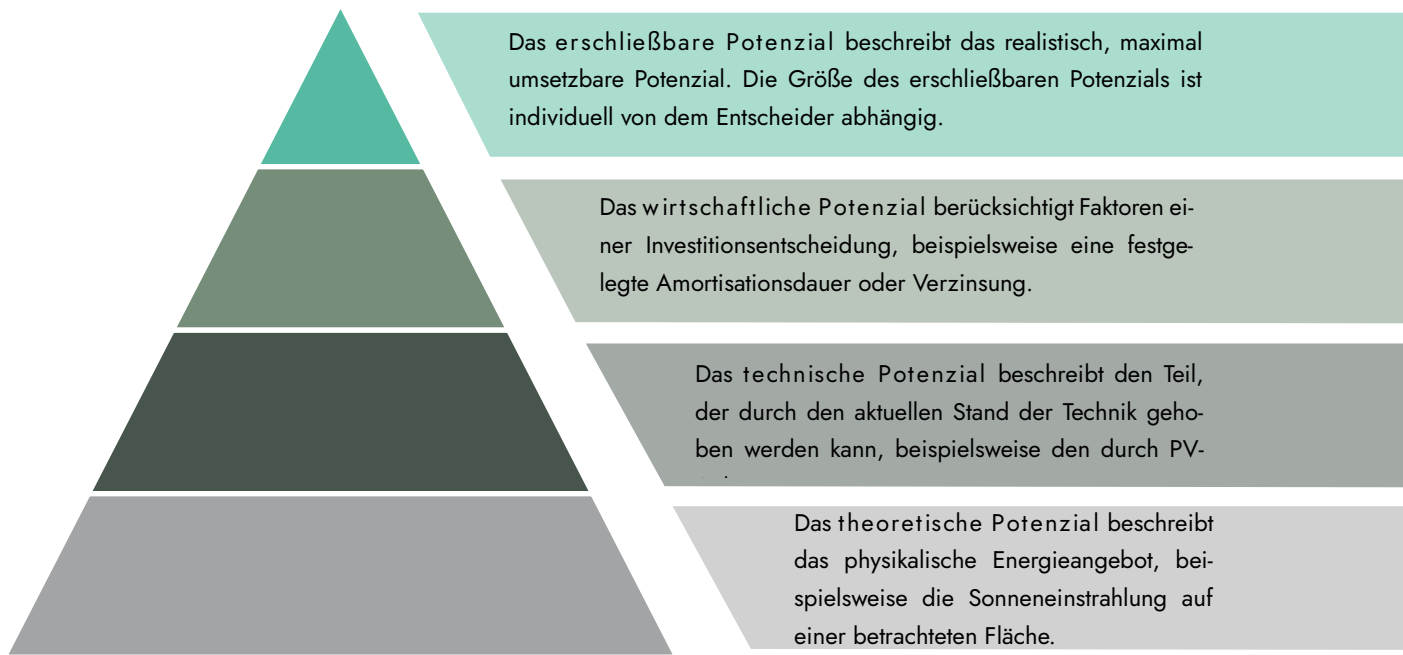 Das erschließbare Potenzial beschreibt das realistisch, maximal
umsetzbare Potenzial. Die Größe des erschließbaren Potenzials ist
individuell von dem Entscheider abhängig.
Das wirtschaftliche Potenzial berücksichtigt Faktoren ei-
ner Investitionsentscheidung, beispielsweise eine festge-
legte Amortisationsdauer oder Verzinsung.
Das technische Potenzial beschreibt den Teil,
der durch den aktuellen Stand der Technik geho-
ben werden kann, beispielsweise den durch PV-
Das theoretische Potenzial beschreibt
das physikalische Energieangebot, bei-
spielsweise die Sonneneinstrahlung auf
einer betrachteten Fläche.